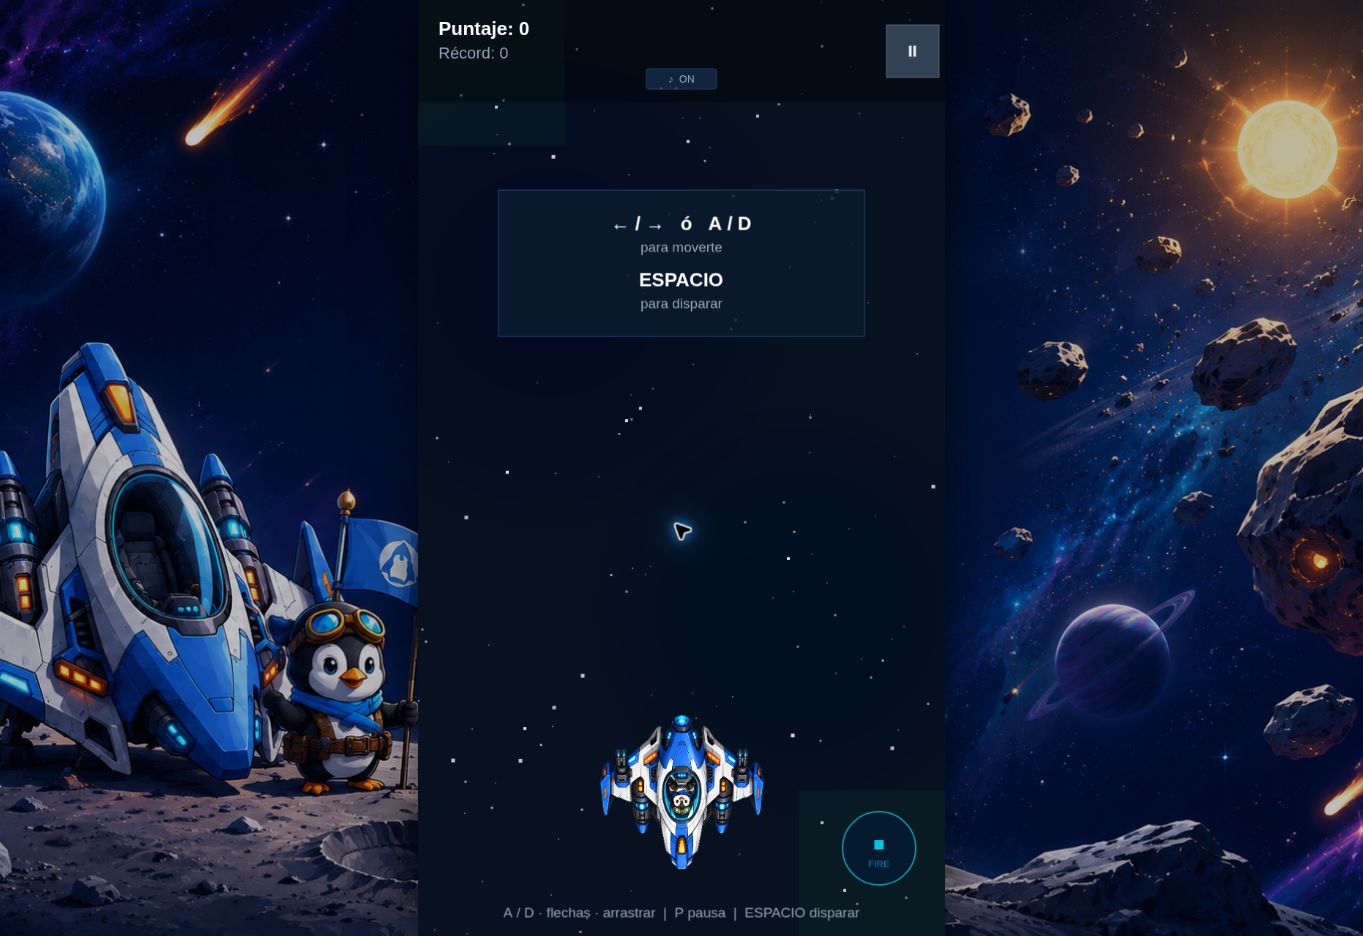 Puntaje: 0
Récord: 0
♪ ON
⏸
← / → ó A / D
para moverte
ESPACIO
para disparar
FIRE
A / D · flechas · arrastrar | P pausa | ESPACIO disparar